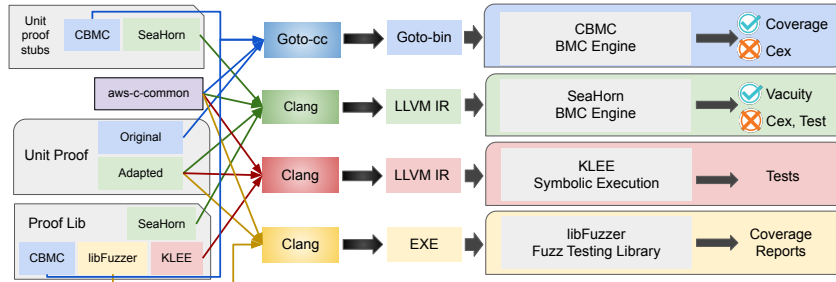 Unit proof
stubs
CBMC
SeaHorn
aws-c-common
Unit Proof
Original
Adapted
Proof Lib
SeaHorn
CBMC
libFuzzer
KLEE
Goto-cc
Goto-bin
CBMC
BMC Engine
Coverage
Cex
Clang
LLVM IR
SeaHorn
BMC Engine
Vacuity
Cex, Test
Clang
LLVM IR
KLEE
Symbolic Execution
Tests
Clang
EXE
libFuzzer
Fuzz Testing Library
Coverage
Reports